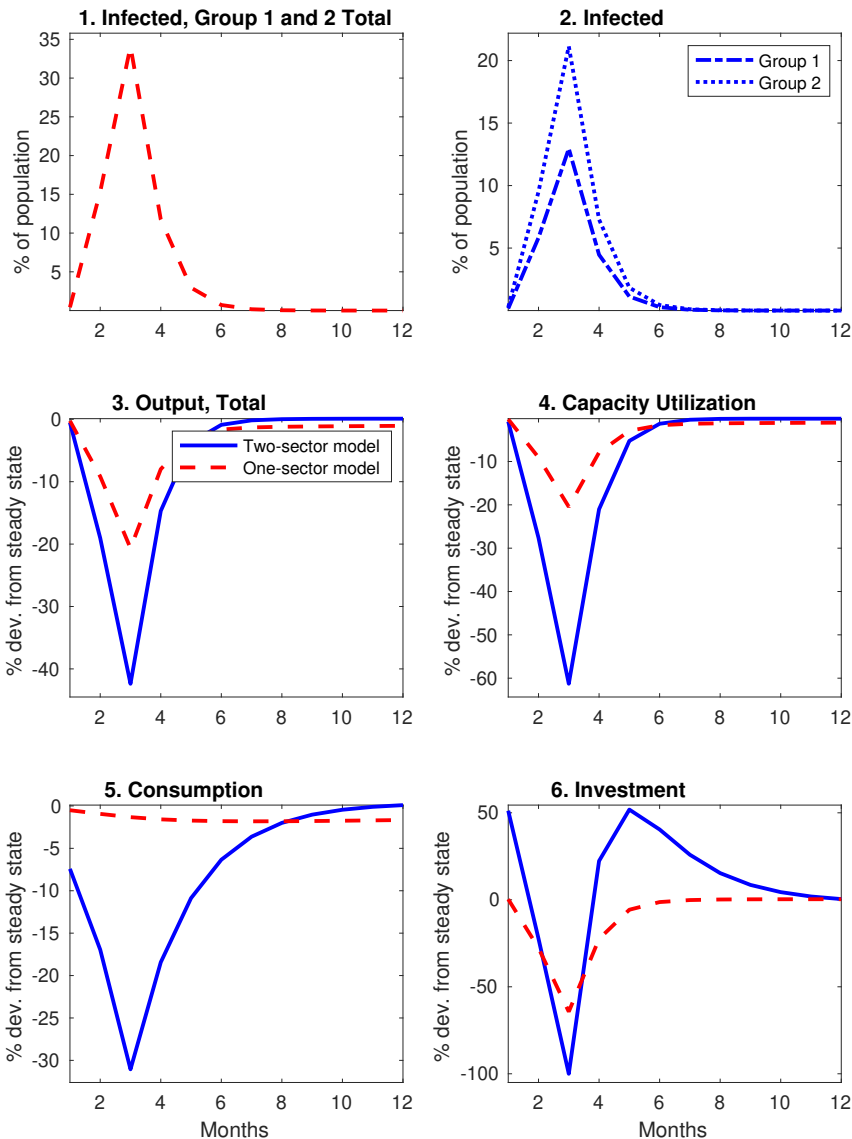 1. Infected, Group 1 and 2 Total
% of population
35
30
25
20
15
10
5
2 4 6 8 10 12
2. Infected
% of population
20
15
10
5
Group 1
Group 2
2 4 6 8 10 12
3. Output, Total
% dev. from steady state
0
-10
-20
-30
-40
Two-sector model
One-sector model
2 4 6 8 10 12
4. Capacity Utilization
% dev. from steady state
-10
-20
-30
-40
-50
-60
2 4 6 8 10 12
5. Consumption
% dev. from steady state
0
-5
-10
-15
-20
-25
-30
2 4 6 8 10 12
Months
6. Investment
% dev. from steady state
50
0
-50
-100
2 4 6 8 10 12
Months